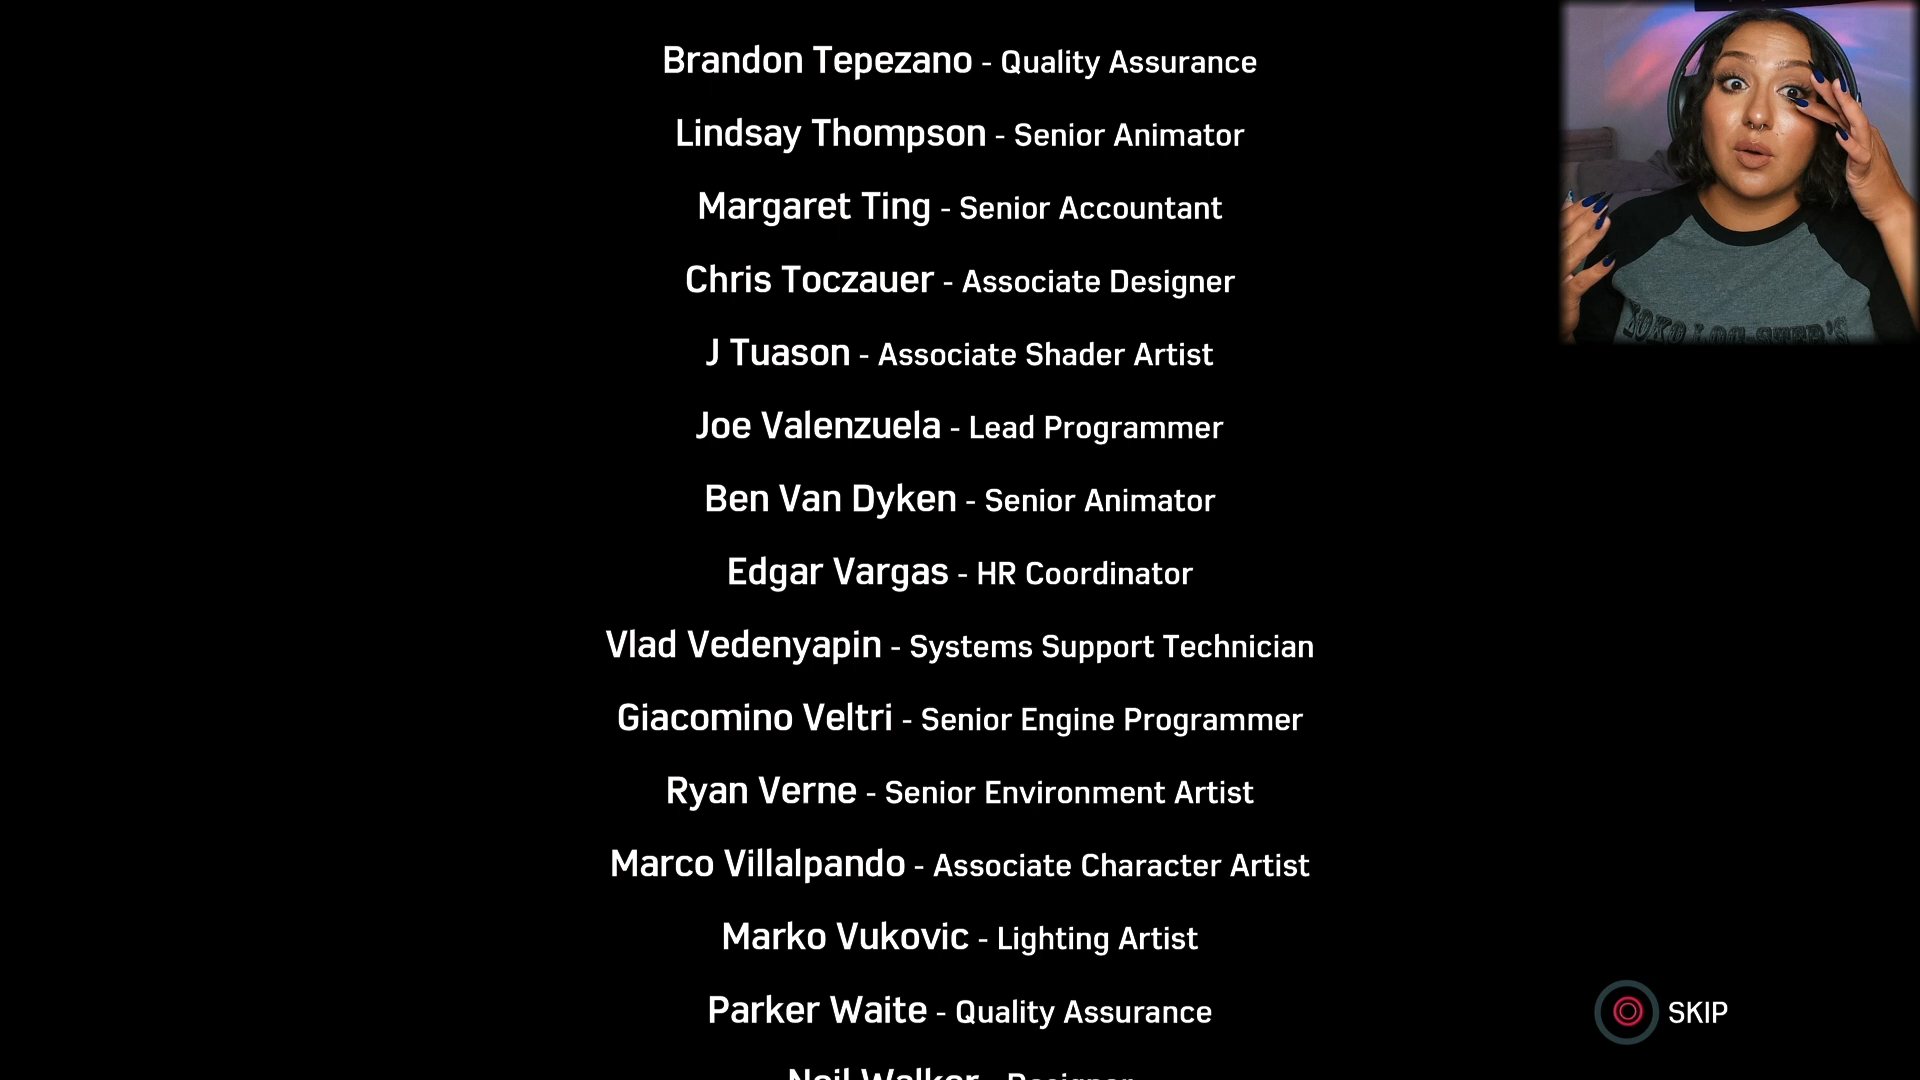 Brandon Tepezano - Quality Assurance
Lindsay Thompson - Senior Animator
Margaret Ting - Senior Accountant
Chris Toczauer - Associate Designer
J Tuason - Associate Shader Artist
Joe Valenzuela - Lead Programmer
Ben Van Dyken - Senior Animator
Edgar Vargas - HR Coordinator
Vlad Vedenyapin - Systems Support Technician
Giacomino Veltri - Senior Engine Programmer
Ryan Verne - Senior Environment Artist
Marco Villalpando - Associate Character Artist
Marko Vukovic - Lighting Artist
Parker Waite - Quality Assurance
Neil Walker - Designer
SKIP